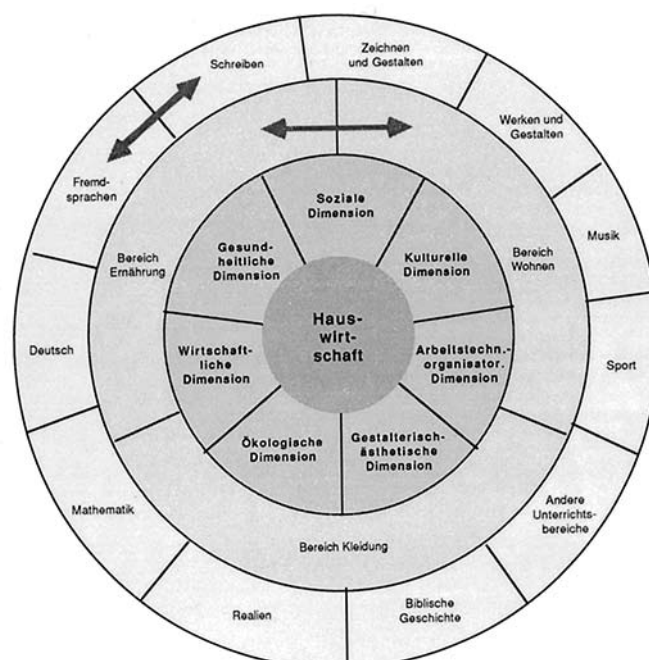 Schreiben
Zeichnen
und Gestalten
Werken und
Gestalten
Fremd-
sprachen
Musik
Deutsch
Sport
Mathematik
Andere
Unterrichts-
bereiche
Realien
Biblische
Geschichte
Bereich
Ernährung
Bereich
Wohnen
Bereich Kleidung
Soziale
Dimension
Gesund-
heitliche
Dimension
Kulturelle
Dimension
Wirtschaft-
liche
Dimension
Arbeitstechn.-
organisator.
Dimension
Ökologische
Dimension
Gestalterisch-
ästhetische
Dimension
Haus-
wirt-
schaft